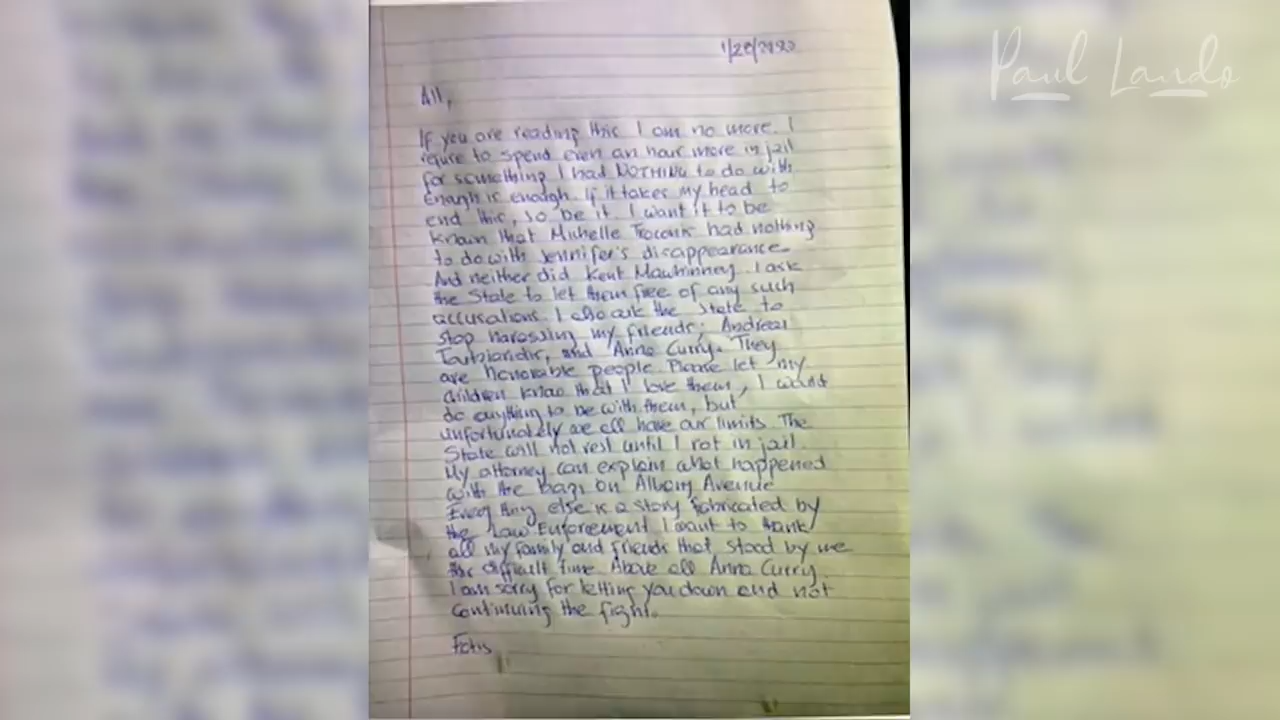 Paul Lando
1/28/2020
All,
If you are reading this I am no more. I
refuse to spend even an hour more in jail
for something I had NOTHING to do with
Enough is enough. If it takes my head to
end this, so be it. I want it to be
known that Michelle Troconis had nothing
to do with Jennifer's disappearance
And neither did Kent Mawhinney. I ask
the State to let them free of any such
accusations. I also ask the State to
stop harassing my friends; Andreas
Toutziaridis, and Anna Curry. They
are honorable people. Please let my
children know that I love them, I would
do anything to be with them, but
unfortunately we all have our limits. The
State will not rest until I rot in jail.
My attorney can explain what happened
with the bags on Albany Avenue
Every thing else is a story fabricated by
the Law Enforcement. I want to thank
all my family and friends that stood by me
this difficult time. Above all Anna Curry.
I am sorry for letting you down and not
continuing the fight.
Fotis